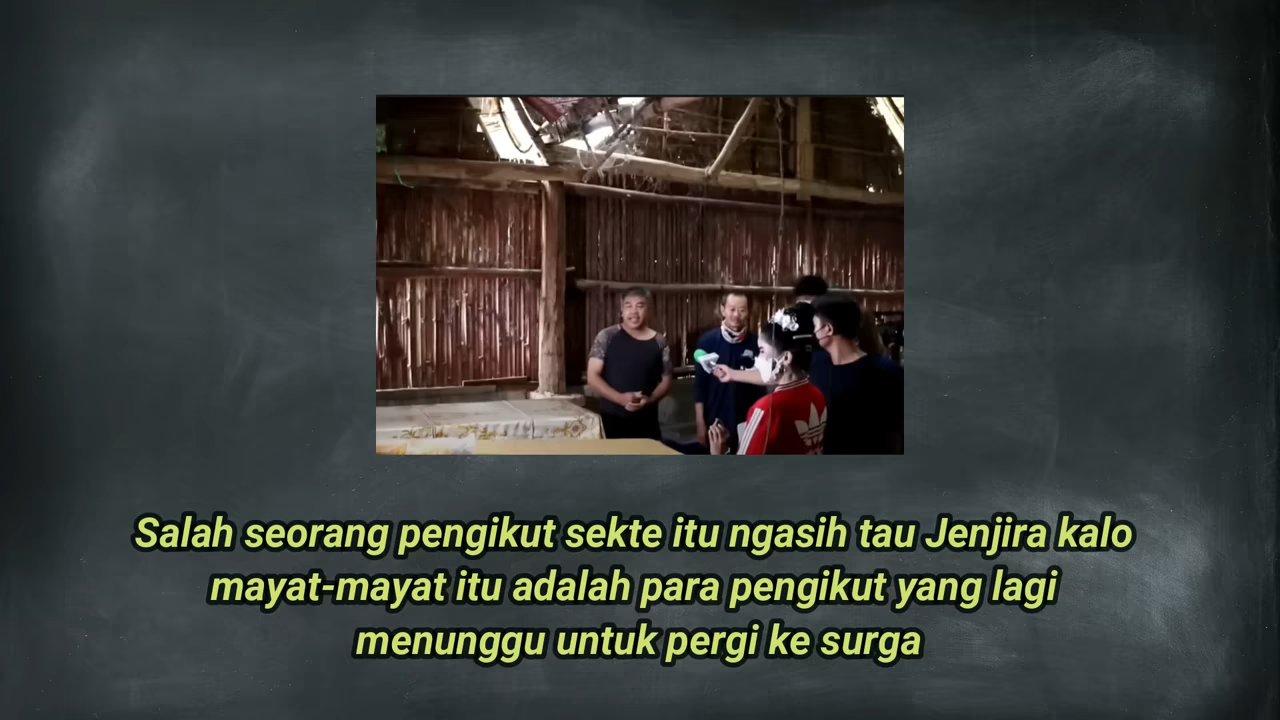 Salah seorang pengikut sekte itu ngasih tau Jenjira kalo
mayat-mayat itu adalah para pengikut yang lagi
menunggu untuk pergi ke surga